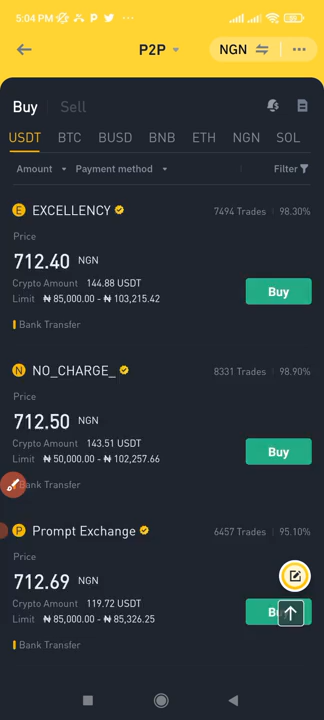 5:04 PM
P2P
NGN
Buy Sell
USDT BTC BUSD BNB ETH NGN SOL
Amount Payment method Filter
E EXCELLENCY 7494 Trades 98.30%
Price
712.40 NGN
Crypto Amount 144.88 USDT
Limit ₦ 85,000.00 - ₦ 103,215.42
Buy
Bank Transfer
N NO_CHARGE_ 8331 Trades 98.90%
Price
712.50 NGN
Crypto Amount 143.51 USDT
Limit ₦ 50,000.00 - ₦ 102,257.66
Buy
Bank Transfer
P Prompt Exchange 6457 Trades 95.10%
Price
712.69 NGN
Crypto Amount 119.72 USDT
Limit ₦ 85,000.00 - ₦ 85,326.25
Bank Transfer